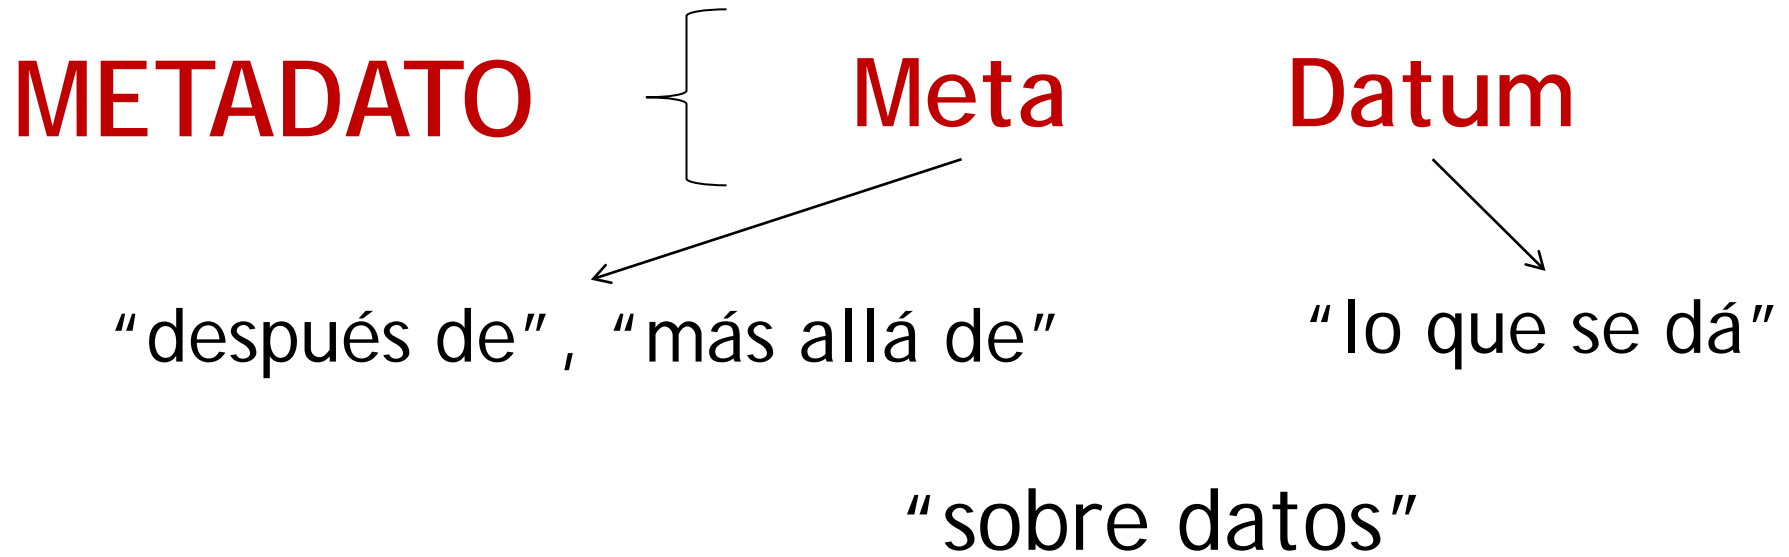 METADATO Meta Datum
“después de”, “más allá de” “lo que se dá”
“sobre datos”